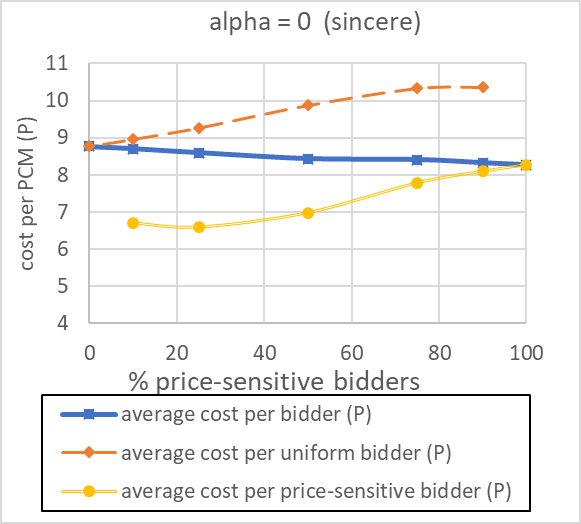 alpha = 0 (sincere)
cost per PCM (P)
11
10
9
8
7
6
5
4
0 20 40 60 80 100
% price-sensitive bidders
average cost per bidder (P)
average cost per uniform bidder (P)
average cost per price-sensitive bidder (P)